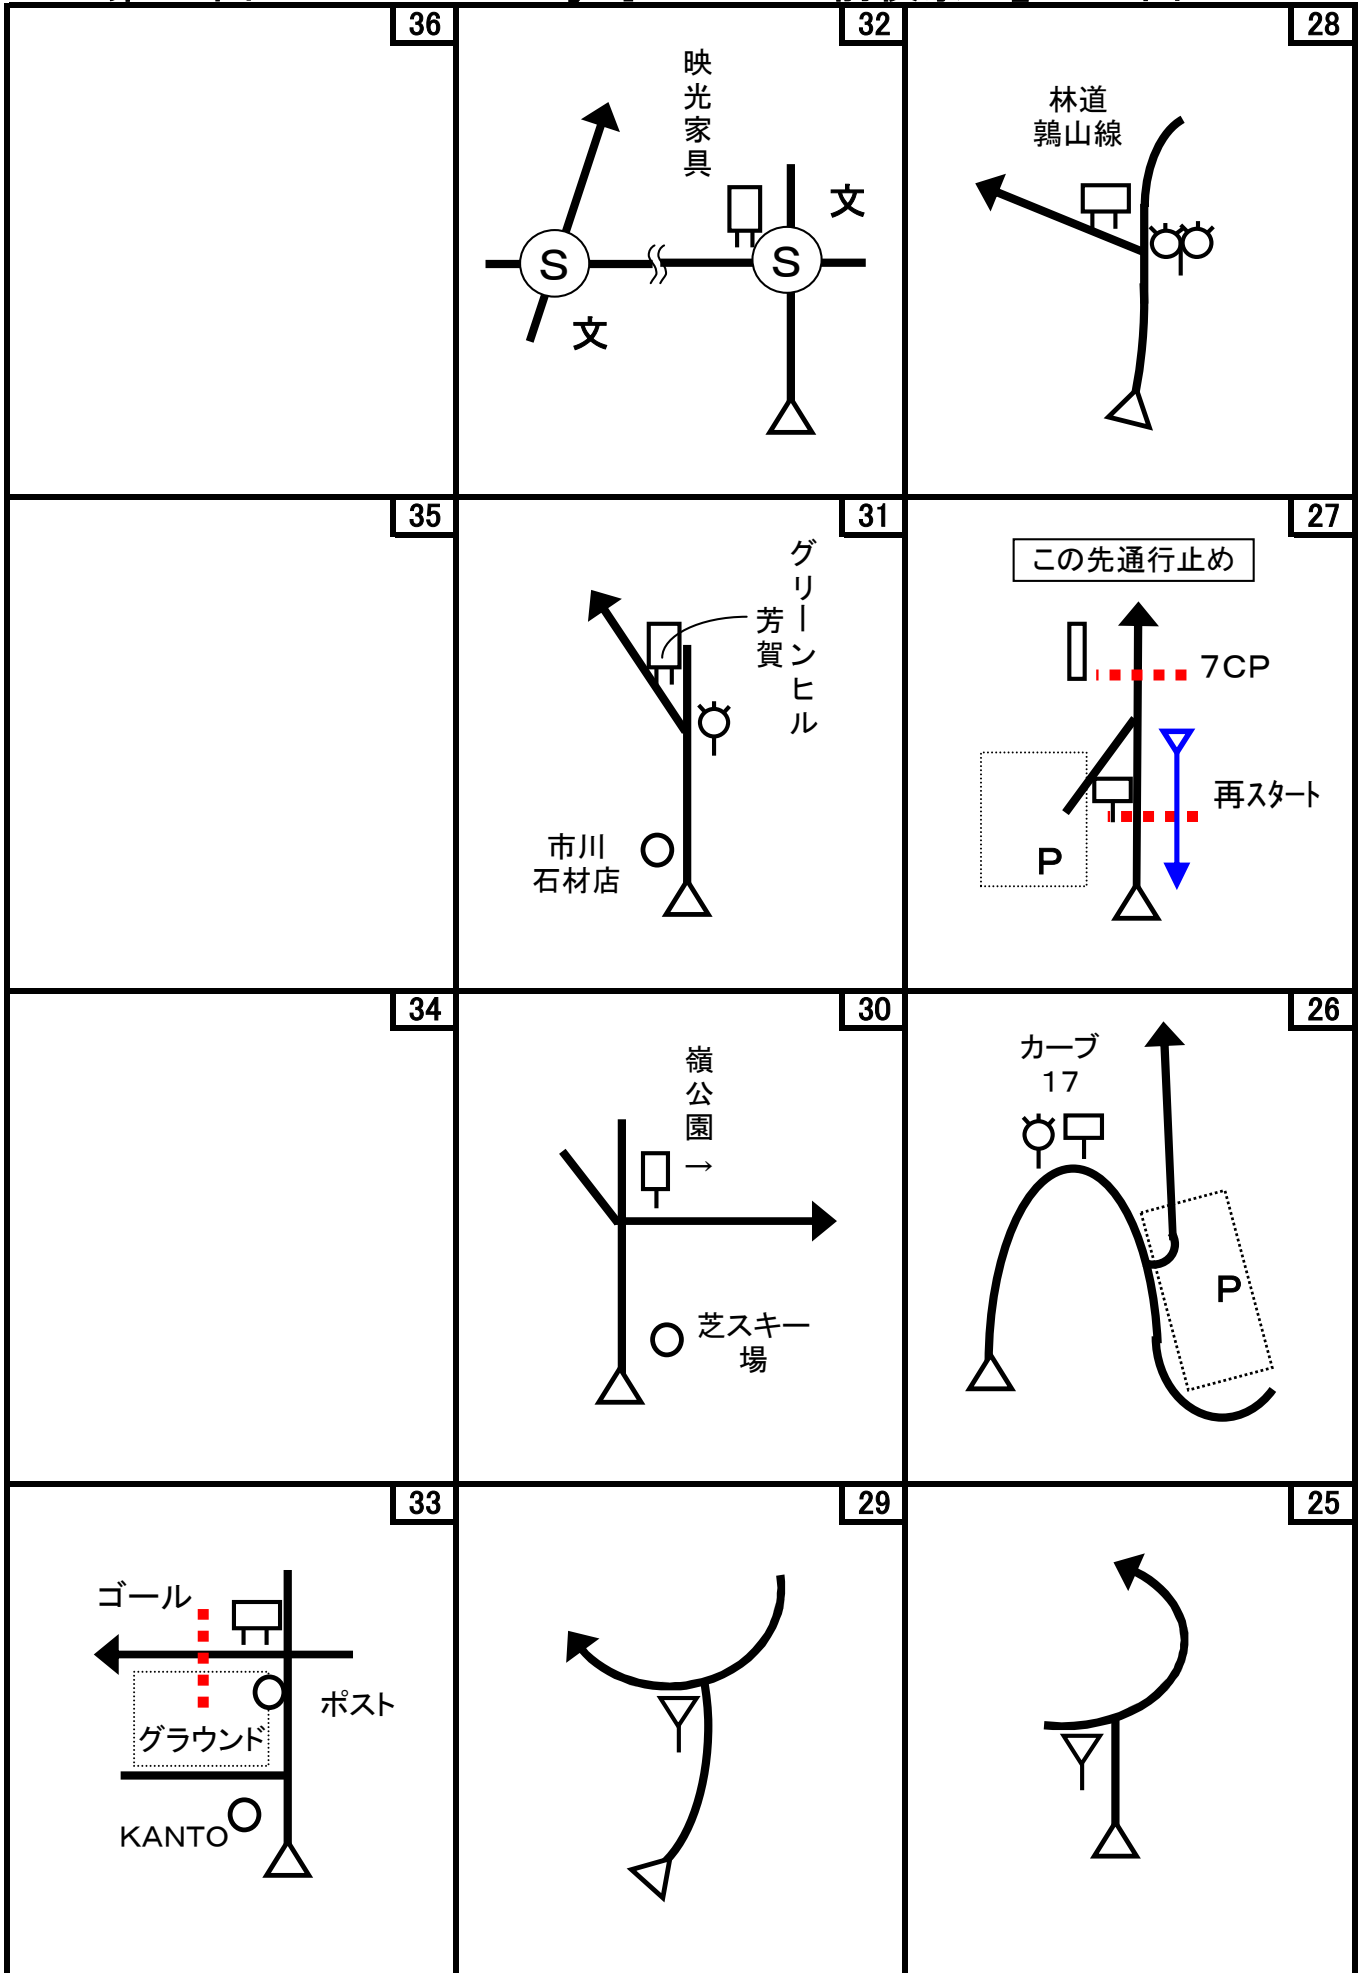 36
32
映光家具
文
S
S
文
28
林道
鶉山線
35
31
グリーンヒル
芳賀
市川
石材店
27
この先通行止め
7CP
再スタート
P
34
30
嶺公園→
芝スキー
場
26
カーブ
17
P
33
ゴール
ポスト
グラウンド
KANTO
29
25